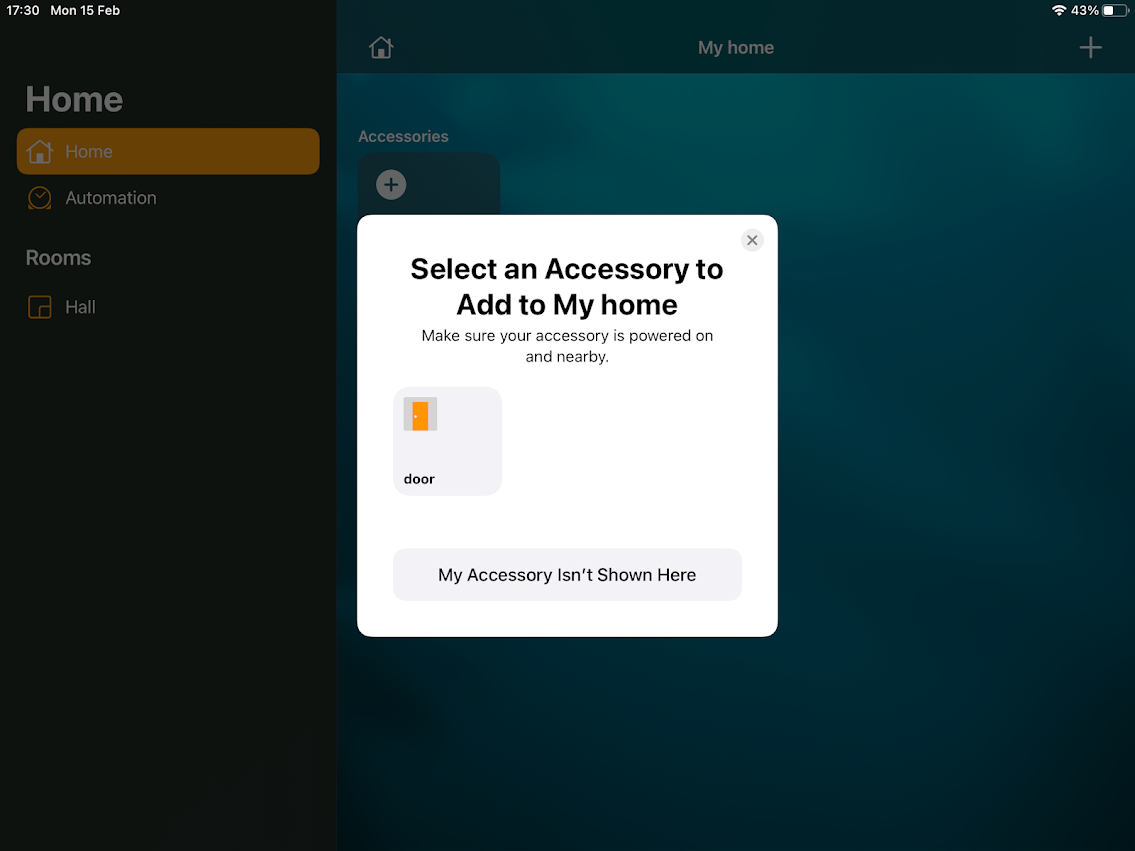 17:30 Mon 15 Feb
43%
My home
Home
Home
Automation
Rooms
Hall
Accessories
Select an Accessory to
Add to My home
Make sure your accessory is powered on
and nearby.
door
My Accessory Isn’t Shown Here